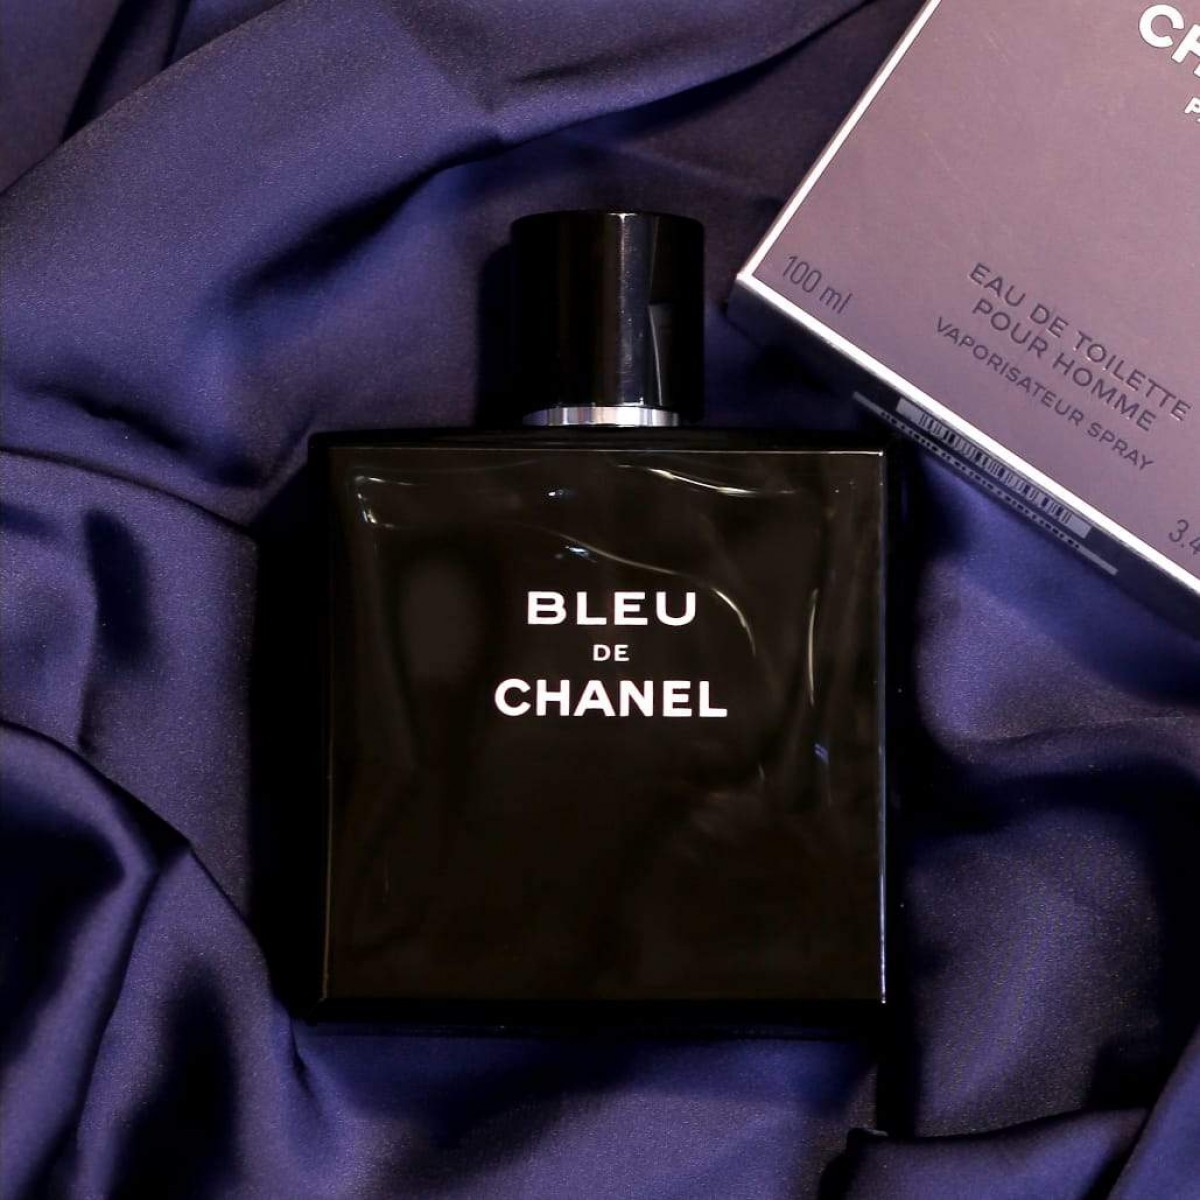 BLEU
DE
CHANEL
100 ml
EAU DE TOILETTE
POUR HOMME
VAPORISATEUR SPRAY